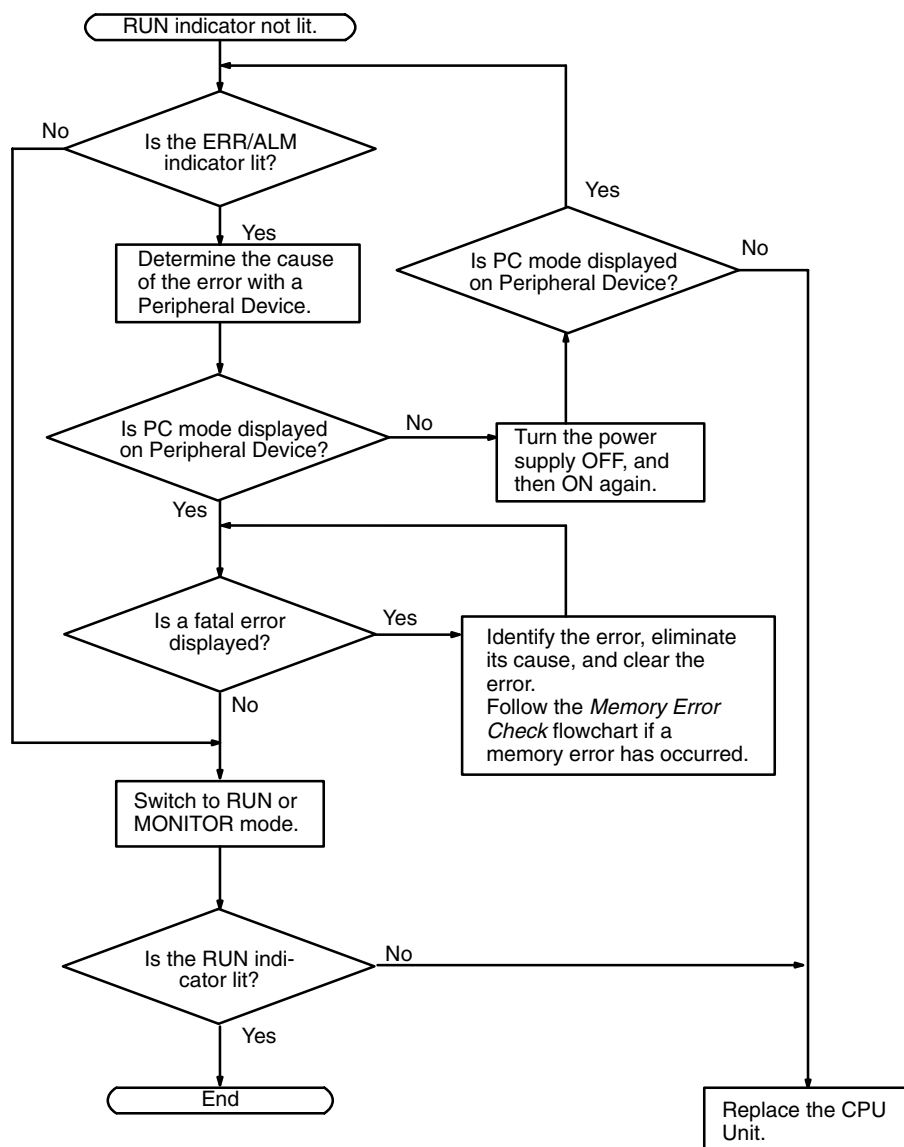 RUN indicator not lit.
No
Is the ERR/ALM
indicator lit?
Yes
Determine the cause
of the error with a
Peripheral Device.
Yes
Is PC mode displayed
on Peripheral Device?
No
Is PC mode displayed
on Peripheral Device?
No
Turn the power
supply OFF, and
then ON again.
Yes
Is a fatal error
displayed?
Yes
Identify the error, eliminate
its cause, and clear the
error.
Follow the Memory Error
Check flowchart if a
memory error has occurred.
No
Switch to RUN or
MONITOR mode.
Is the RUN indi-
cator lit?
No
Yes
End
Replace the CPU
Unit.